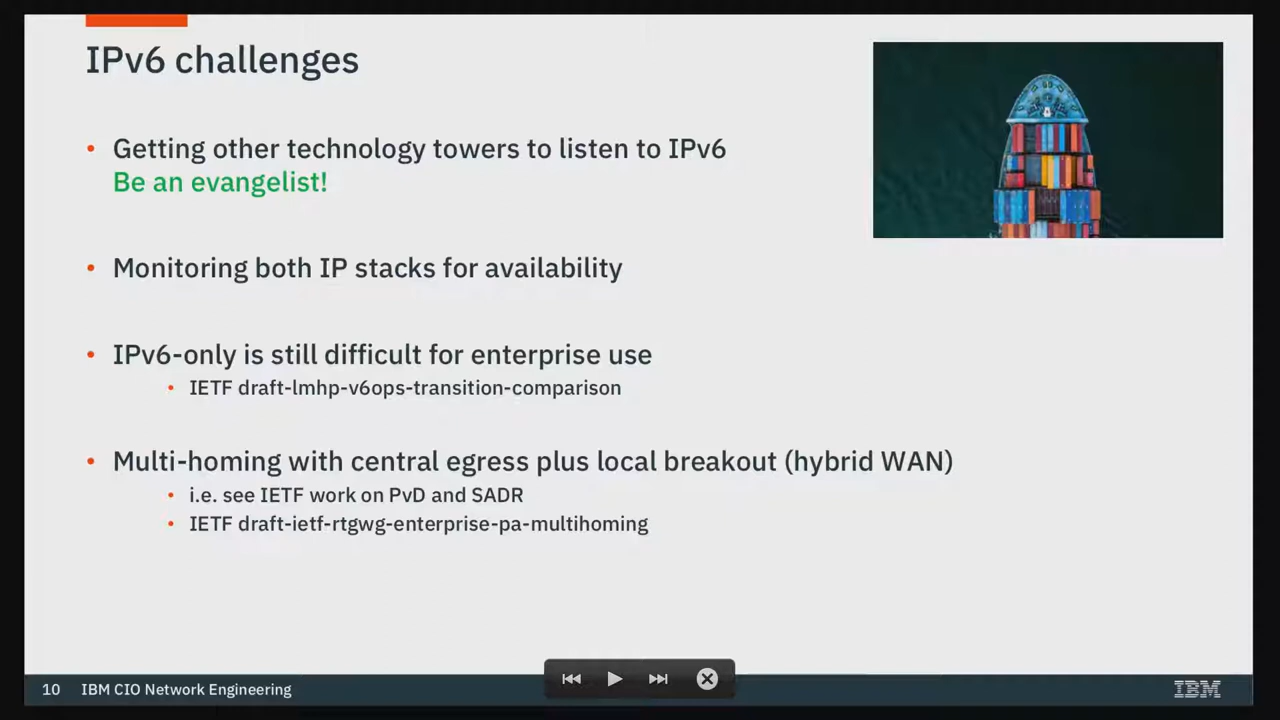 IPv6 challenges
• Getting other technology towers to listen to IPv6
Be an evangelist!
• Monitoring both IP stacks for availability
• IPv6-only is still difficult for enterprise use
• IETF draft-lmhp-v6ops-transition-comparison
• Multi-homing with central egress plus local breakout (hybrid WAN)
• i.e. see IETF work on PvD and SADR
• IETF draft-ietf-rtgwg-enterprise-pa-multihoming
10 IBM CIO Network Engineering
IBM